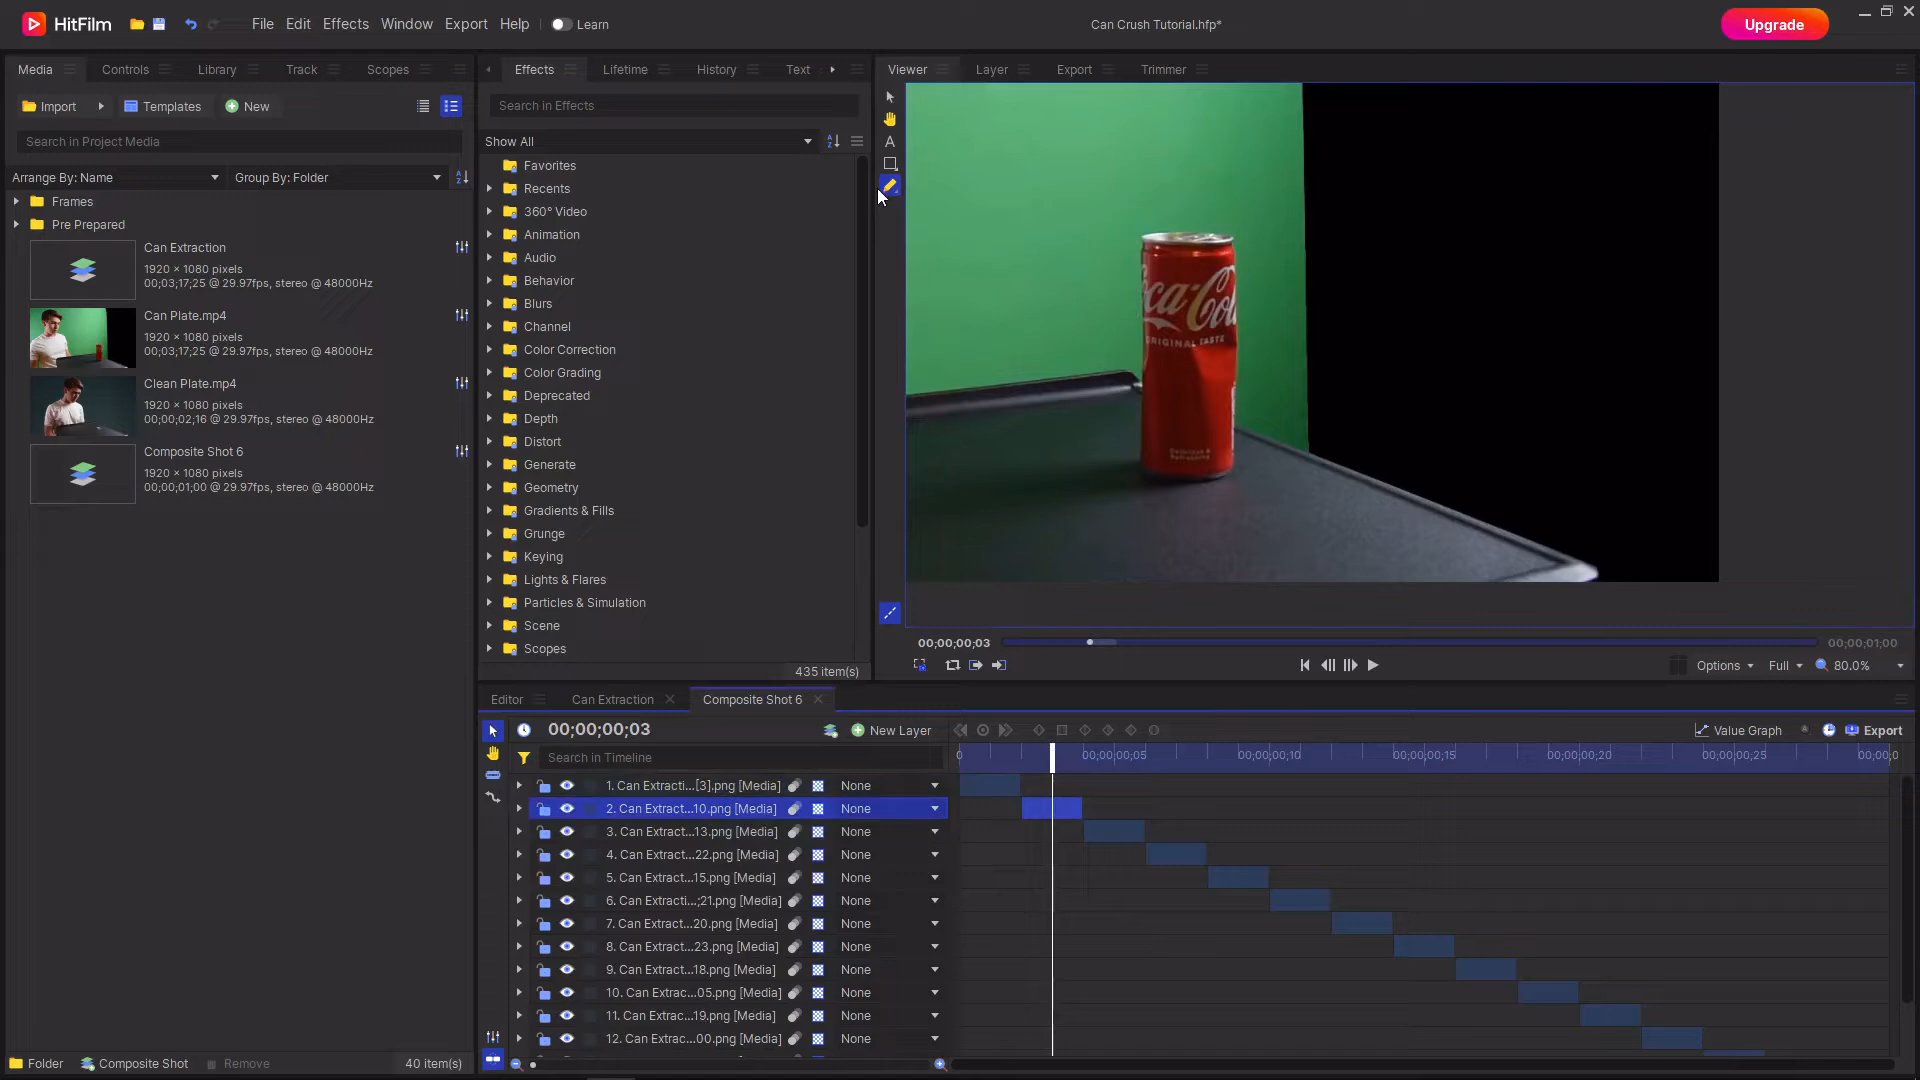 HitFilm
File Edit Effects Window Export Help Learn
Can Crush Tutorial.hfp*
Upgrade
Media Controls Library Track Scopes
Import Templates New
Search in Project Media
Arrange By: Name Group By: Folder
Frames
Pre Prepared
Can Extraction
1920 × 1080 pixels
00;03;17;25 @ 29.97fps, stereo @ 48000Hz
Can Plate.mp4
1920 × 1080 pixels
00;03;17;25 @ 29.97fps, stereo @ 48000Hz
Clean Plate.mp4
1920 × 1080 pixels
00;00;02;16 @ 29.97fps, stereo @ 48000Hz
Composite Shot 6
1920 × 1080 pixels
00;00;01;00 @ 29.97fps, stereo @ 48000Hz
Folder Composite Shot Remove 40 item(s)
Effects Lifetime History Text
Search in Effects
Show All
Favorites
Recents
360° Video
Animation
Audio
Behavior
Blurs
Channel
Color Correction
Color Grading
Deprecated
Depth
Distort
Generate
Geometry
Gradients & Fills
Grunge
Keying
Lights & Flares
Particles & Simulation
Scene
Scopes
435 item(s)
Viewer Layer Export Trimmer
A
ca-Col
ORIGINAL TASTE
Delicious &
Refreshing
00;00;00;03 00;00;01;00
Options Full 80.0%
Editor Can Extraction Composite Shot 6
00;00;00;03 New Layer Value Graph Export
Search in Timeline 0 00;00;00;05 00;00;00;10 00;00;00;15 00;00;00;20 00;00;00;25 00;00;0
1. Can Extracti...[3].png [Media] None
2. Can Extract...10.png [Media] None
3. Can Extract...13.png [Media] None
4. Can Extract...22.png [Media] None
5. Can Extract...15.png [Media] None
6. Can Extracti...;21.png [Media] None
7. Can Extract...20.png [Media] None
8. Can Extract...23.png [Media] None
9. Can Extract...18.png [Media] None
10. Can Extrac...05.png [Media] None
11. Can Extrac...19.png [Media] None
12. Can Extrac...00.png [Media] None